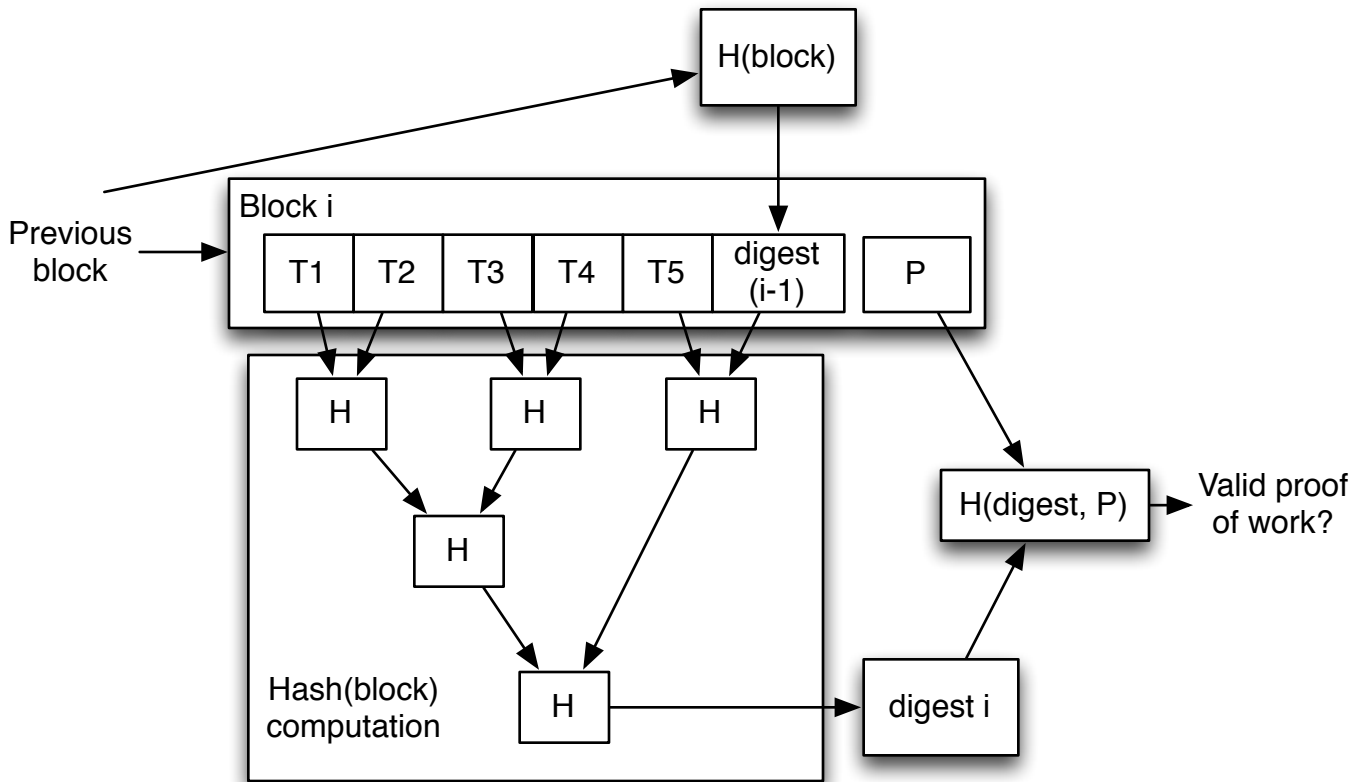 H(block)
Block i
Previous
block
T1
T2
T3
T4
T5
digest
(i-1)
P
H
H
H
H
H(digest, P)
Valid proof
of work?
Hash(block)
computation
H
digest i